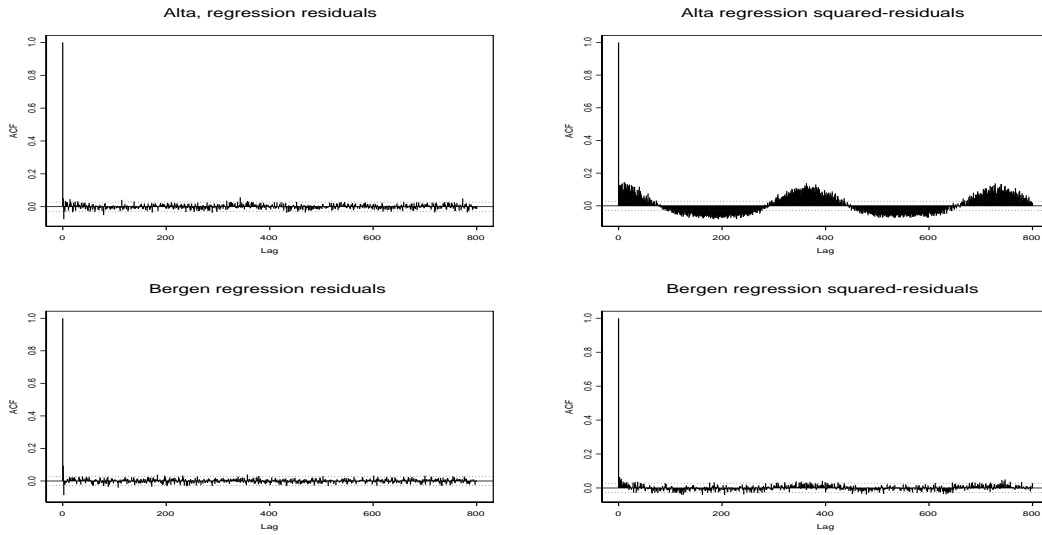 Alta, regression residuals
ACF
0.0 0.2 0.4 0.6 0.8 1.0
0 200 400 600 800
Lag
Alta regression squared-residuals
ACF
0.0 0.2 0.4 0.6 0.8 1.0
0 200 400 600 800
Lag
Bergen regression residuals
ACF
0.0 0.2 0.4 0.6 0.8 1.0
0 200 400 600 800
Lag
Bergen regression squared-residuals
ACF
0.0 0.2 0.4 0.6 0.8 1.0
0 200 400 600 800
Lag